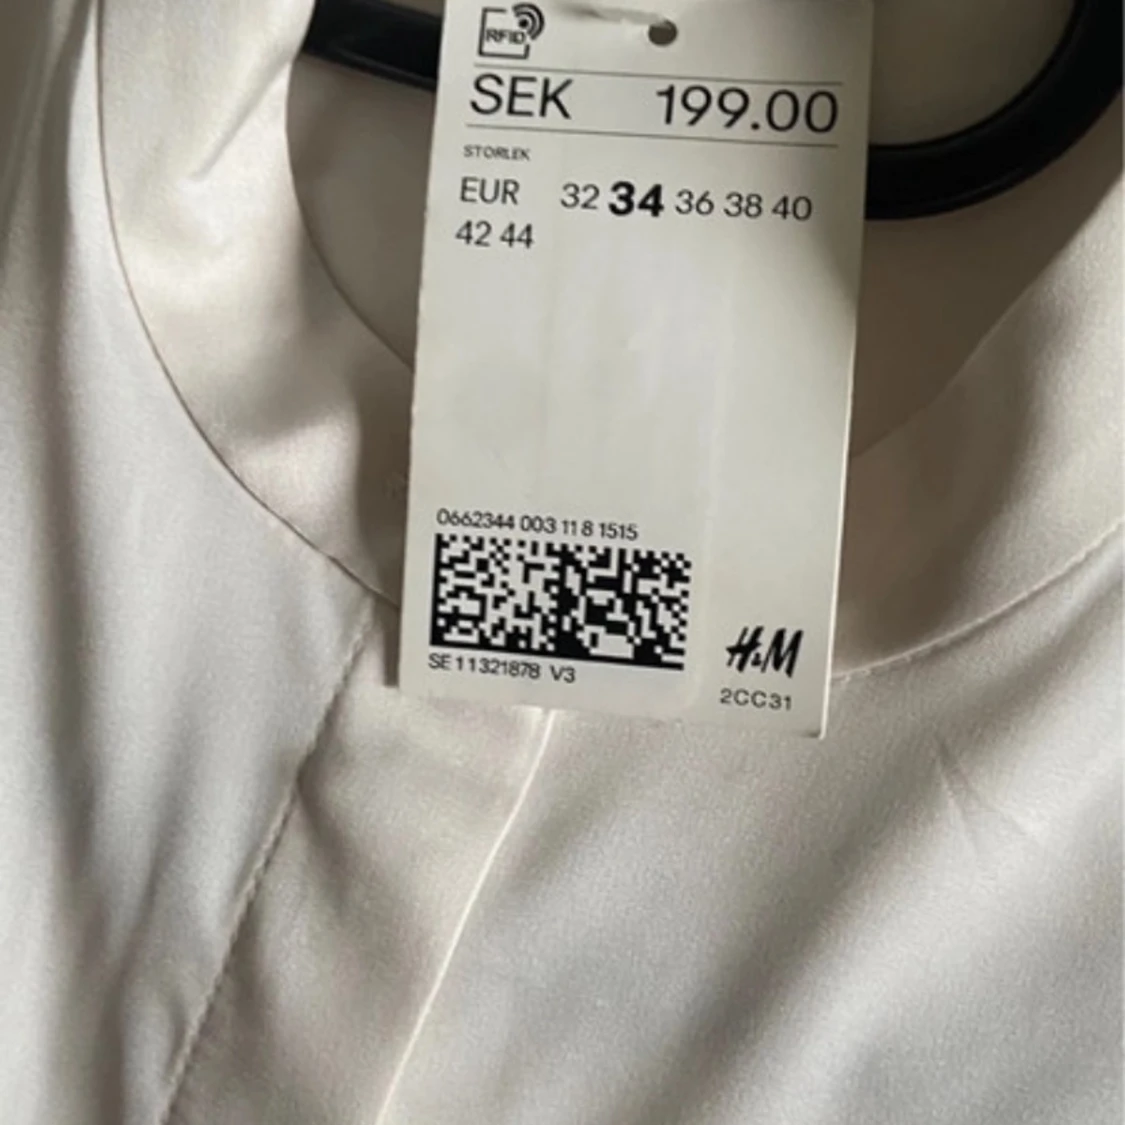 RFID
SEK 199.00
STORLEK
EUR 32 34 36 38 40
42 44
0662344 003 11 8 1515
SE 11321878 V3
H&M
2CC31